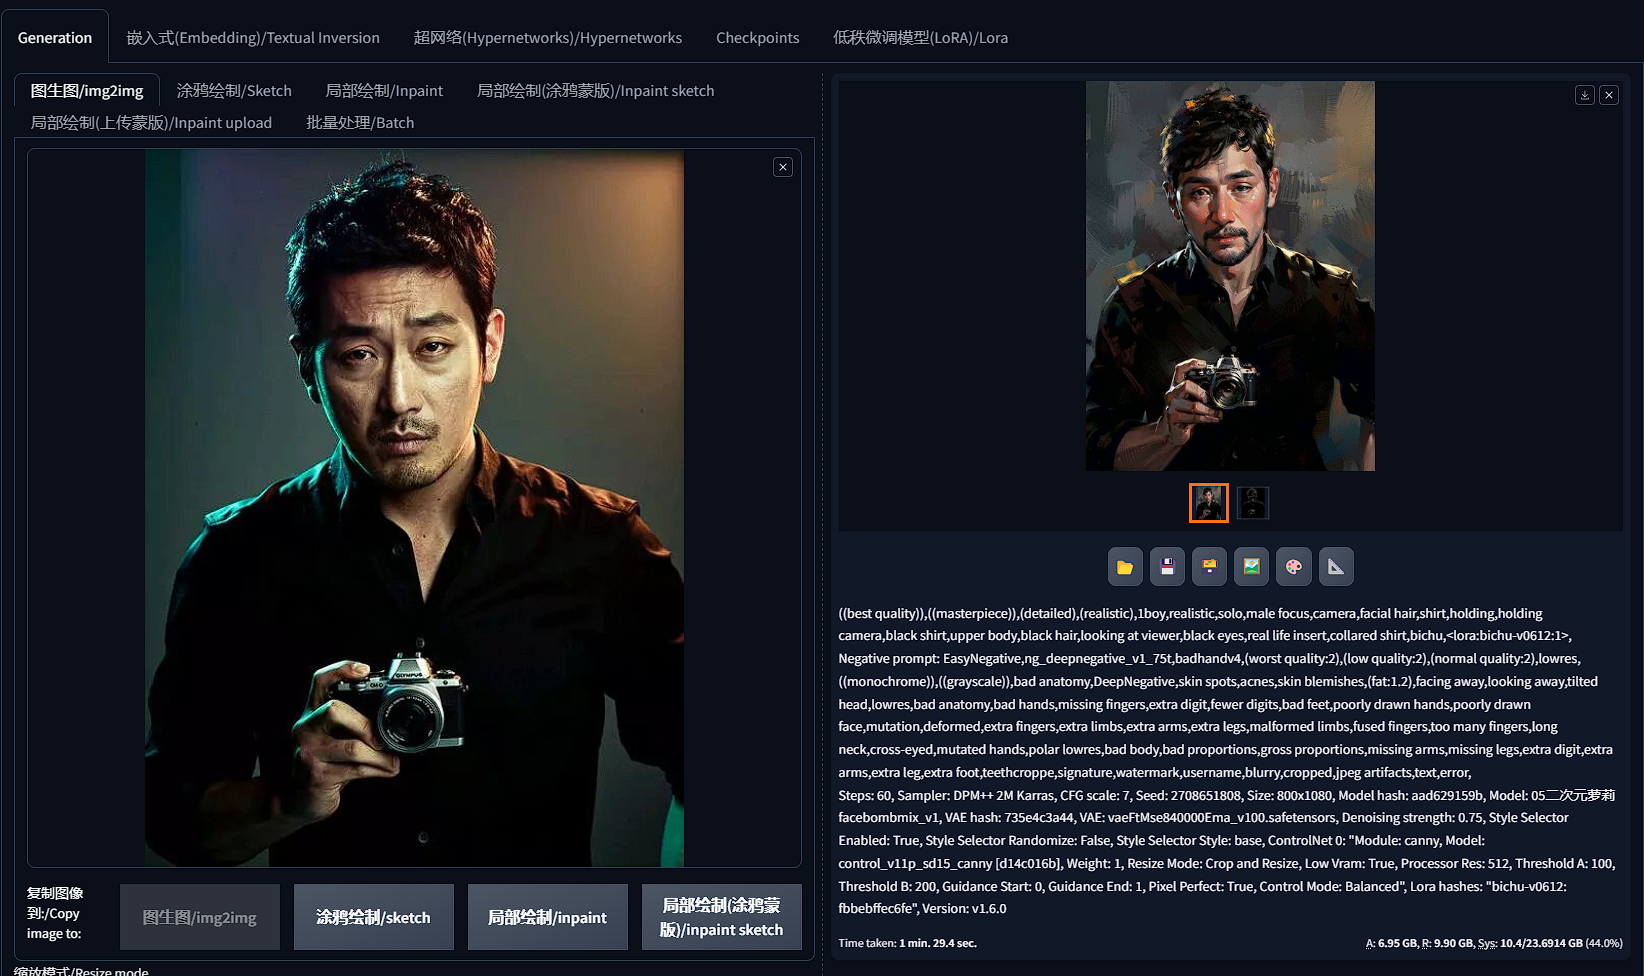 Generation
嵌入式(Embedding)/Textual Inversion
超网络(Hypernetworks)/Hypernetworks
Checkpoints
低秩微调模型(LoRA)/Lora
图生图/img2img
涂鸦绘制/Sketch
局部绘制/Inpaint
局部绘制(涂鸦蒙版)/Inpaint sketch
局部绘制(上传蒙版)/Inpaint upload
批量处理/Batch
OLYMPUS
复制图像
到:/Copy
image to:
图生图/img2img
涂鸦绘制/sketch
局部绘制/inpaint
局部绘制(涂鸦蒙
版)/inpaint sketch
缩放模式/Resize mode
((best quality)),((masterpiece)),(detailed),(realistic),1boy,realistic,solo,male focus,camera,facial hair,shirt,holding,holding
camera,black shirt,upper body,black hair,looking at viewer,black eyes,real life insert,collared shirt,bichu,<lora:bichu-v0612:1>,
Negative prompt: EasyNegative,ng_deepnegative_v1_75t,badhandv4,(worst quality:2),(low quality:2),(normal quality:2),lowres,
((monochrome)),((grayscale)),bad anatomy,DeepNegative,skin spots,acnes,skin blemishes,(fat:1.2),facing away,looking away,tilted
head,lowres,bad anatomy,bad hands,missing fingers,extra digit,fewer digits,bad feet,poorly drawn hands,poorly drawn
face,mutation,deformed,extra fingers,extra limbs,extra arms,extra legs,malformed limbs,fused fingers,too many fingers,long
neck,cross-eyed,mutated hands,polar lowres,bad body,bad proportions,gross proportions,missing arms,missing legs,extra digit,extra
arms,extra leg,extra foot,teethcroppe,signature,watermark,username,blurry,cropped,jpeg artifacts,text,error,
Steps: 60, Sampler: DPM++ 2M Karras, CFG scale: 7, Seed: 2708651808, Size: 800x1080, Model hash: aad629159b, Model: 05二次元萝莉
facebombmix_v1, VAE hash: 735e4c3a44, VAE: vaeFtMse840000Ema_v100.safetensors, Denoising strength: 0.75, Style Selector
Enabled: True, Style Selector Randomize: False, Style Selector Style: base, ControlNet 0: "Module: canny, Model:
control_v11p_sd15_canny [d14c016b], Weight: 1, Resize Mode: Crop and Resize, Low Vram: True, Processor Res: 512, Threshold A: 100,
Threshold B: 200, Guidance Start: 0, Guidance End: 1, Pixel Perfect: True, Control Mode: Balanced", Lora hashes: "bichu-v0612:
fbbebffec6fe", Version: v1.6.0
Time taken: 1 min. 29.4 sec.
A: 6.95 GB, R: 9.90 GB, Sys: 10.4/23.6914 GB (44.0%)